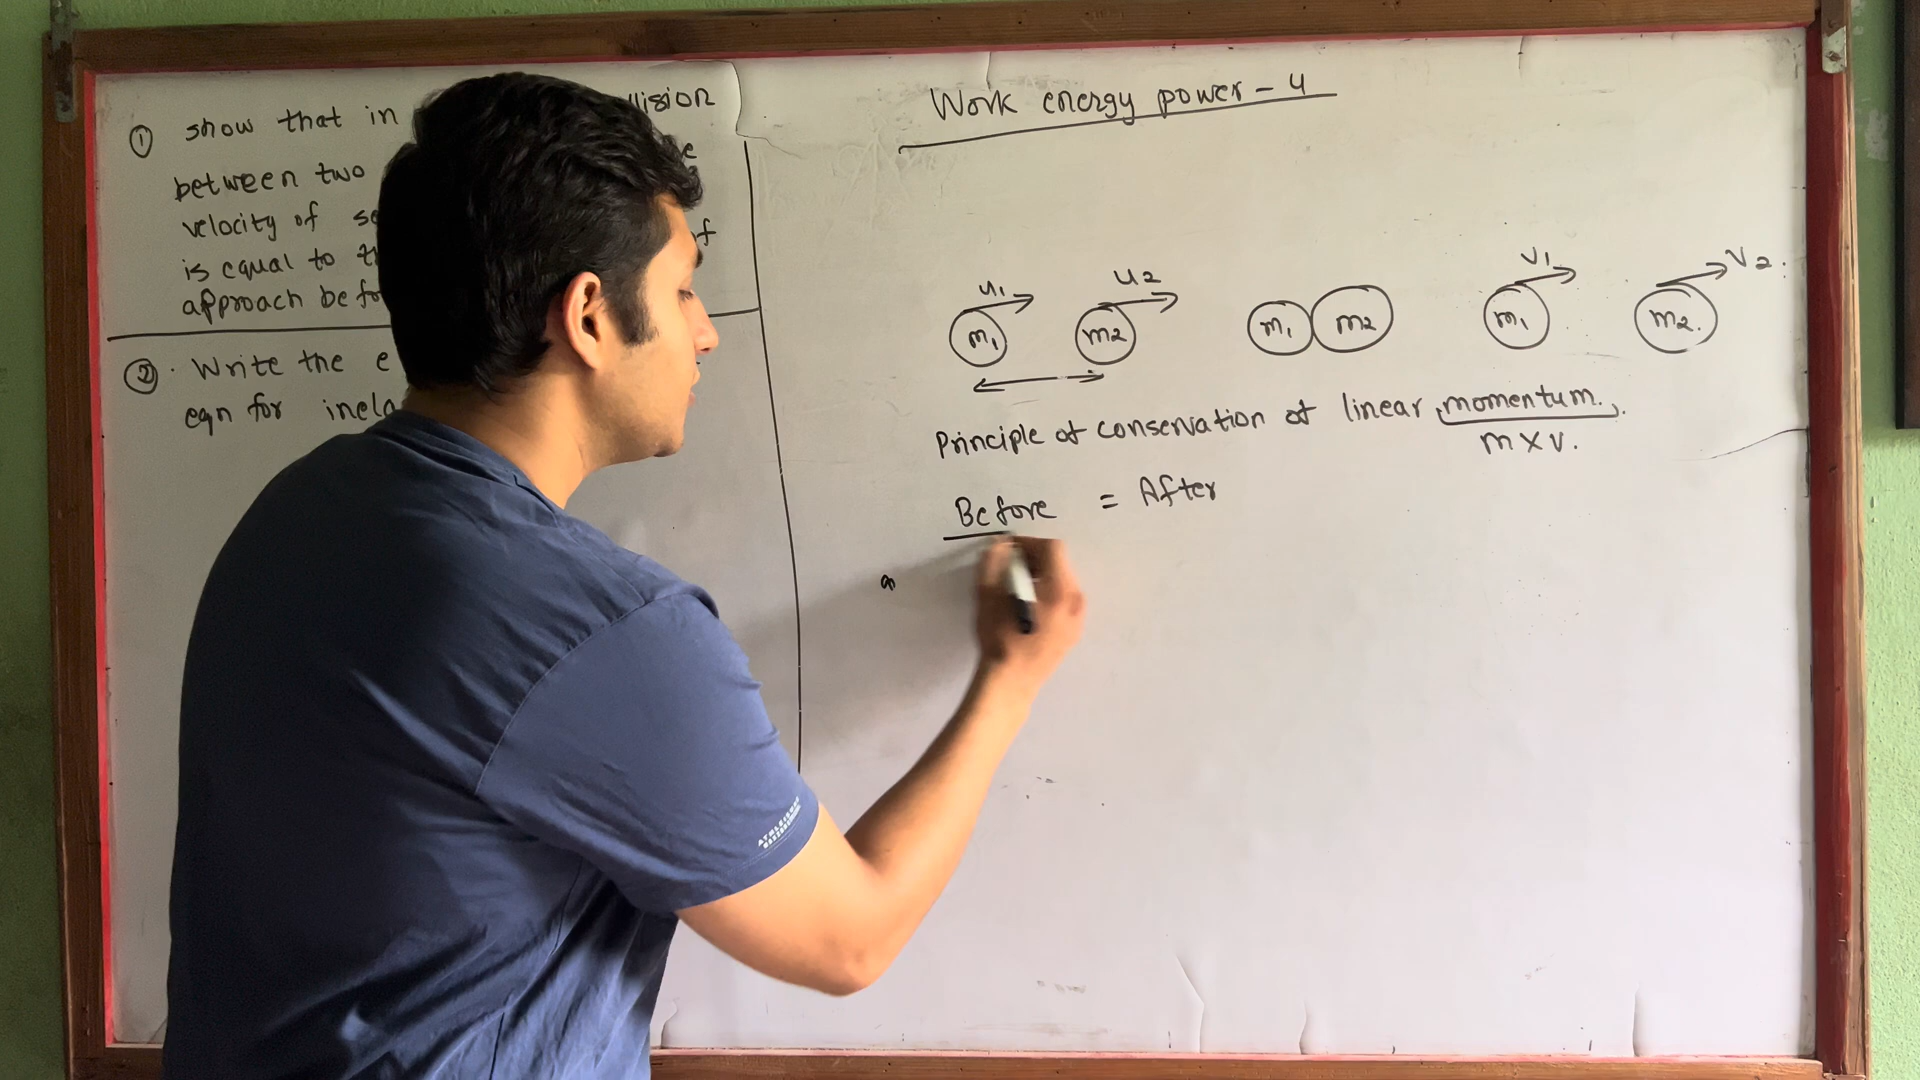 ① show that in llision
between two e
velocity of se of
is equal to t
approach befo
② . Write the e
eqn for inela
Work energy power - 4
u1 u2 v1 v2 .
m1 m2 m1 m2 m1 m2.
Principle of conservation of linear momentum.
m x v.
Before = After